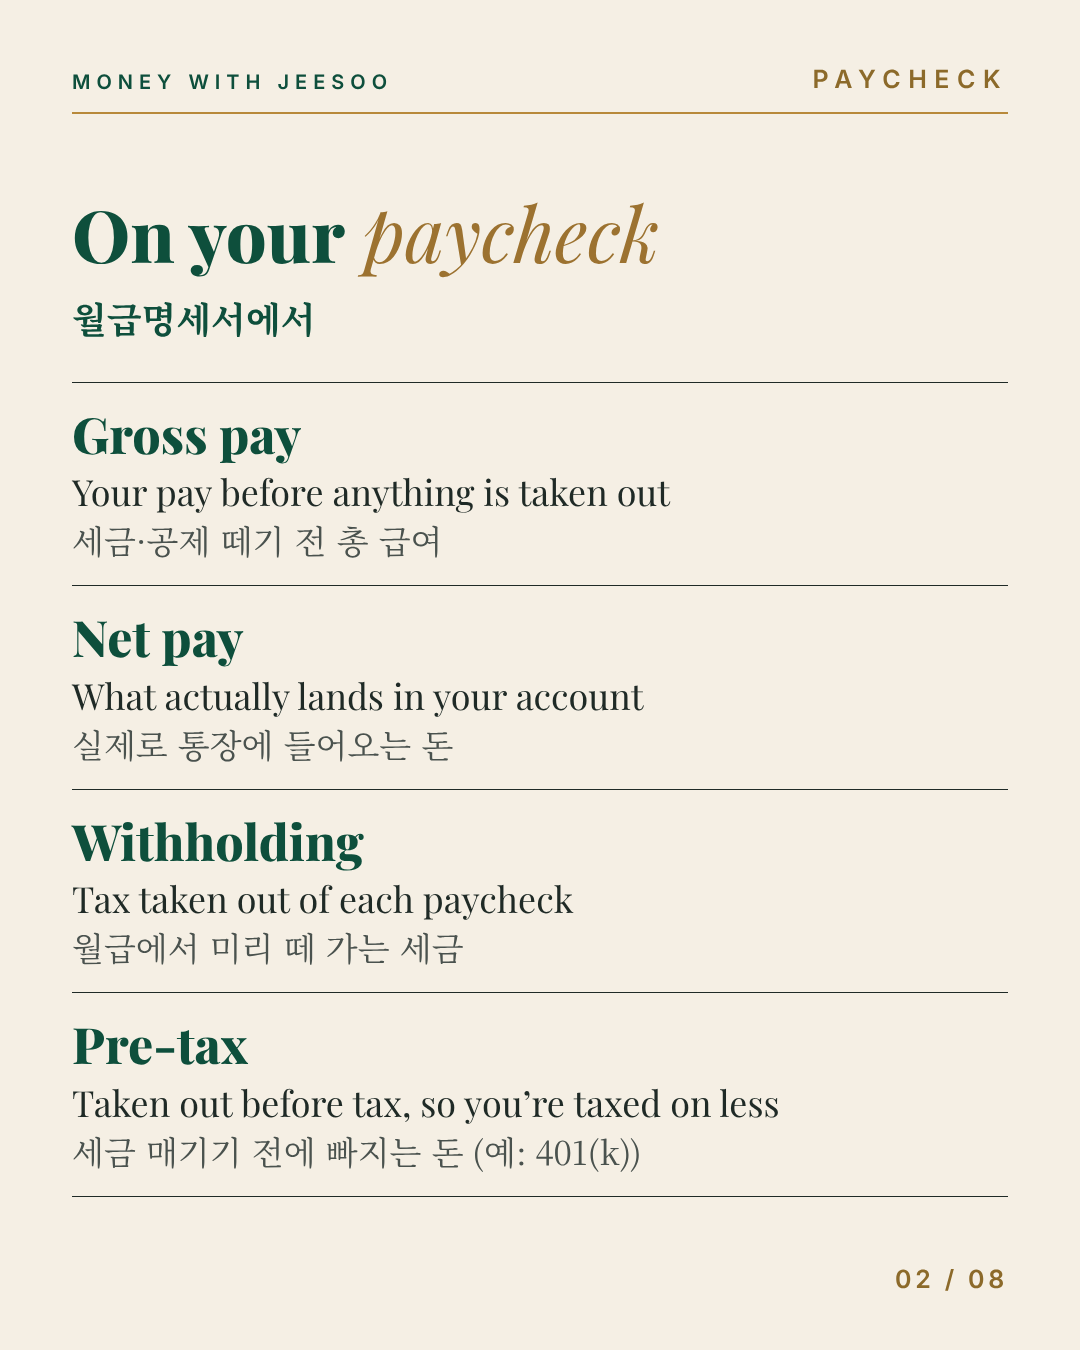 MONEY WITH JEESOO
PAYCHECK
On your paycheck
월급명세서에서
Gross pay
Your pay before anything is taken out
세금·공제 떼기 전 총 급여
Net pay
What actually lands in your account
실제로 통장에 들어오는 돈
Withholding
Tax taken out of each paycheck
월급에서 미리 떼 가는 세금
Pre-tax
Taken out before tax, so you’re taxed on less
세금 매기기 전에 빠지는 돈 (예: 401(k))
02 / 08